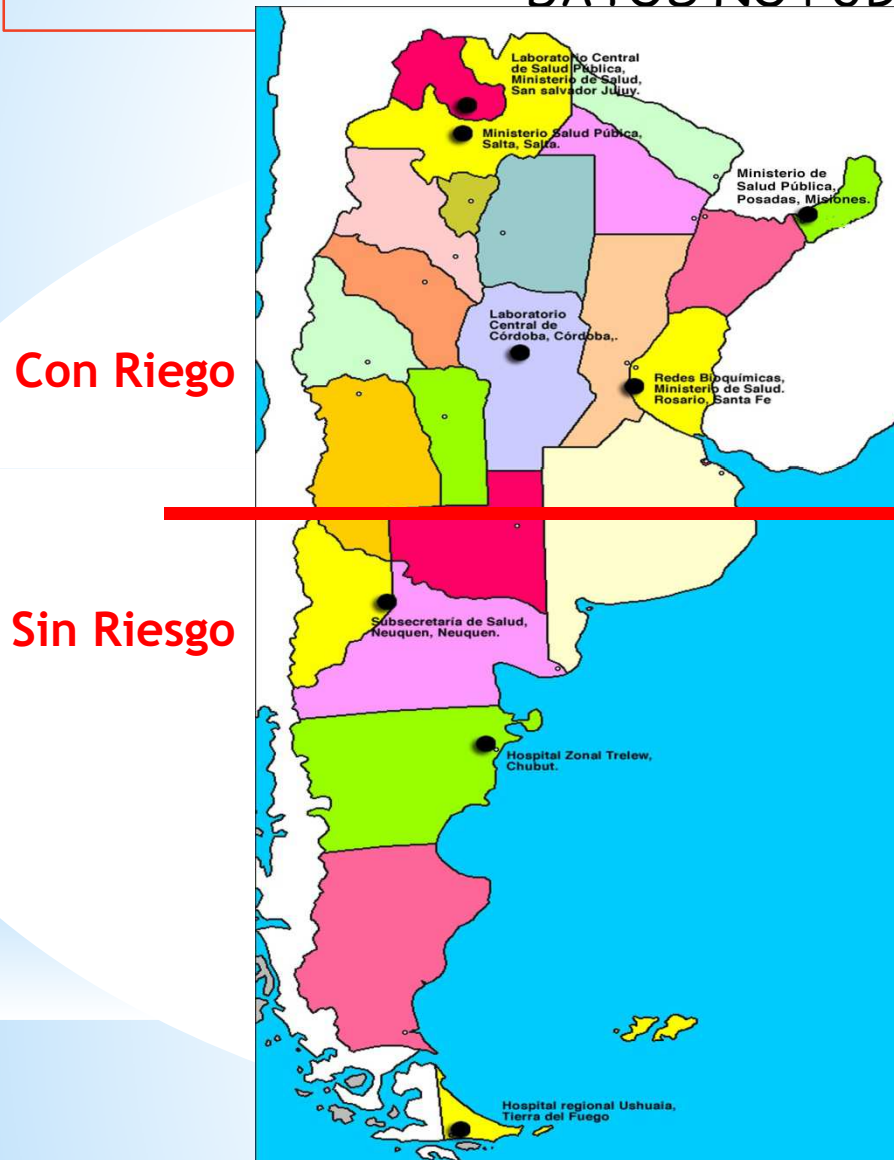 Laboratorio Central
de Salud Pública,
Ministerio de Salud,
San salvador Jujuy.
Ministerio Salud Púbica,
Salta, Salta.
Ministerio de
Salud Pública,
Posadas, Misiones.
Laboratorio
Central de
Córdoba, Córdoba,.
Con Riego
Redes Bioquímicas,
Ministerio de Salud.
Rosario, Santa Fe
Sin Riesgo
Subsecretaría de Salud,
Neuquen, Neuquen.
Hospital Zonal Trelew,
Chubut.
Hospital regional Ushuaia,
Tierra del Fuego